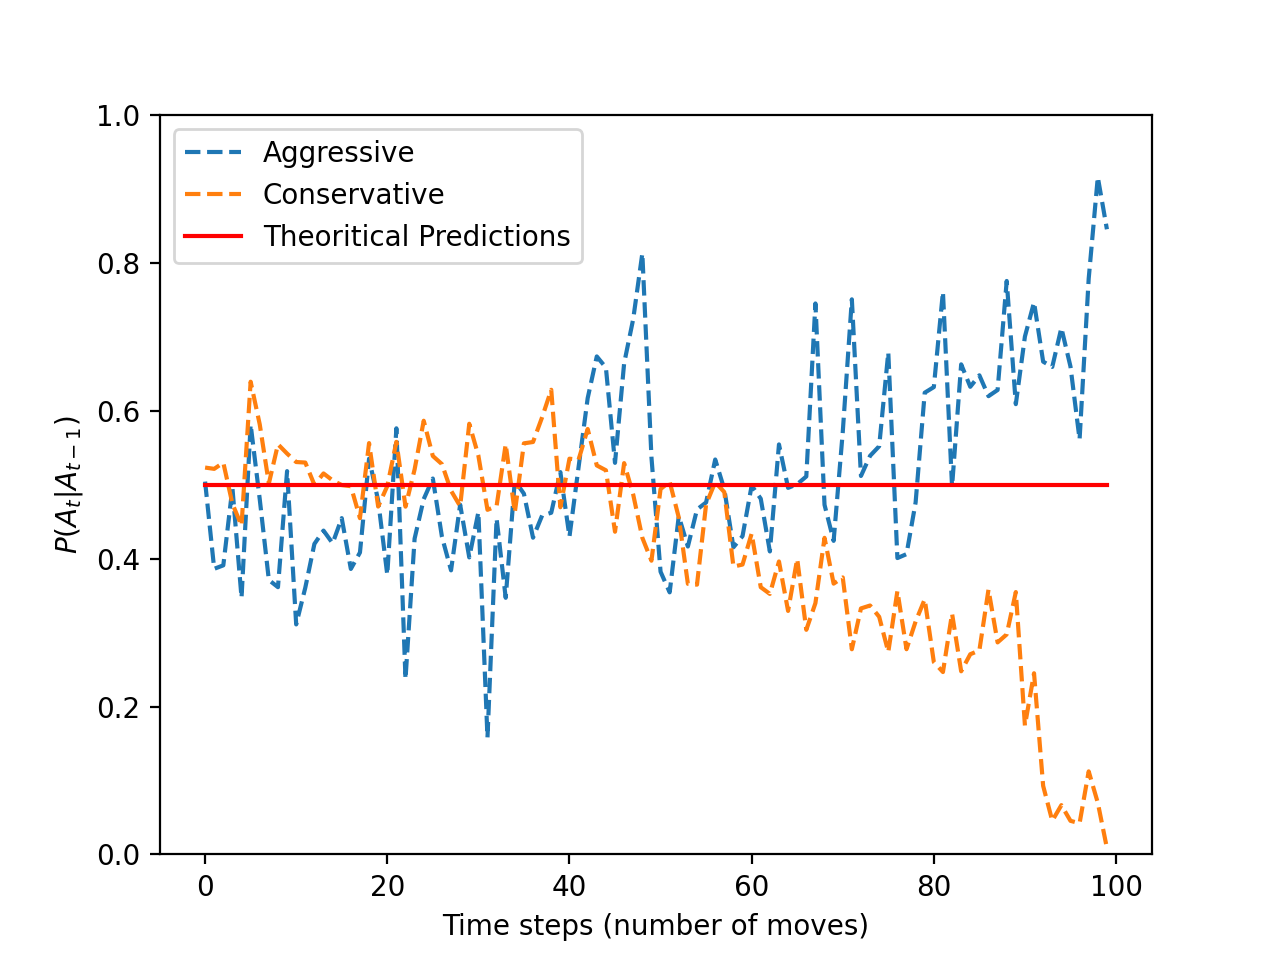 1.0
0.8
0.6
0.4
0.2
0.0
Aggressive
Conservative
Theoritical Predictions
P(A_t|A_{t−1})
0 20 40 60 80 100
Time steps (number of moves)